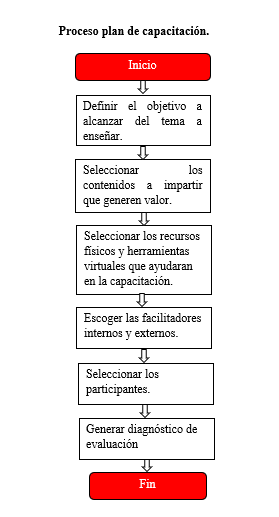 Proceso plan de capacitación.
Inicio
Definir el objetivo a
alcanzar del tema a
enseñar.
Seleccionar los
contenidos a impartir
que generen valor.
Seleccionar los recursos
físicos y herramientas
virtuales que ayudaran
en la capacitación.
Escoger las facilitadores
internos y externos.
Seleccionar los
participantes.
Generar diagnóstico de
evaluación
Fin